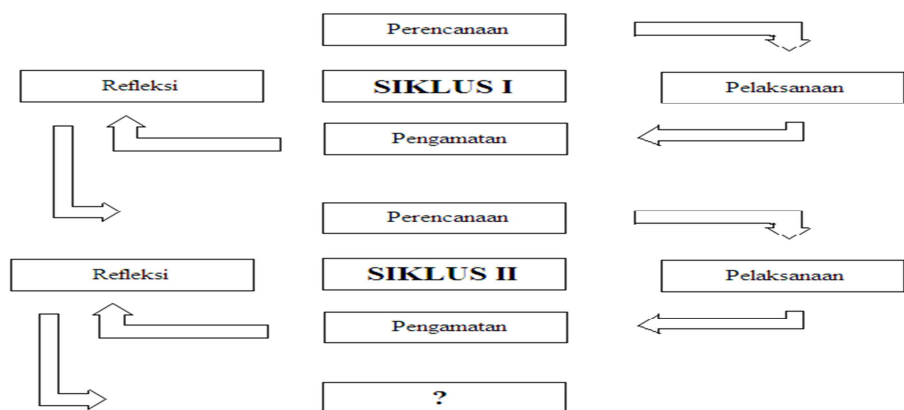 Perencanaan
Refleksi
SIKLUS I
Pelaksanaan
Pengamatan
Perencanaan
Refleksi
SIKLUS II
Pelaksanaan
Pengamatan
?